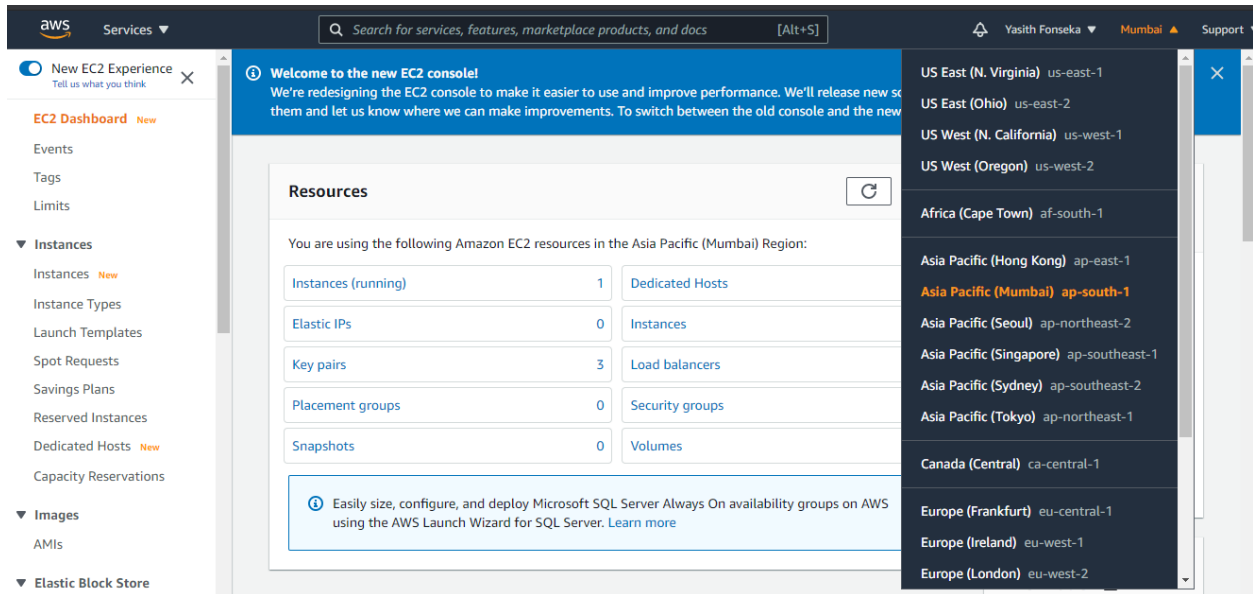 aws
Services ▼
Search for services, features, marketplace products, and docs [Alt+S]
Yasith Fonseka ▼
Mumbai ▲
Support
New EC2 Experience
Tell us what you think
EC2 Dashboard New
Events
Tags
Limits
▼ Instances
Instances New
Instance Types
Launch Templates
Spot Requests
Savings Plans
Reserved Instances
Dedicated Hosts New
Capacity Reservations
▼ Images
AMIs
▼ Elastic Block Store
Welcome to the new EC2 console!
We're redesigning the EC2 console to make it easier to use and improve performance. We'll release new
them and let us know where we can make improvements. To switch between the old console and the new
Resources
You are using the following Amazon EC2 resources in the Asia Pacific (Mumbai) Region:
Instances (running) 1
Dedicated Hosts
Elastic IPs 0
Instances
Key pairs 3
Load balancers
Placement groups 0
Security groups
Snapshots 0
Volumes
Easily size, configure, and deploy Microsoft SQL Server Always On availability groups on AWS
using the AWS Launch Wizard for SQL Server. Learn more
US East (N. Virginia) us-east-1
US East (Ohio) us-east-2
US West (N. California) us-west-1
US West (Oregon) us-west-2
Africa (Cape Town) af-south-1
Asia Pacific (Hong Kong) ap-east-1
Asia Pacific (Mumbai) ap-south-1
Asia Pacific (Seoul) ap-northeast-2
Asia Pacific (Singapore) ap-southeast-1
Asia Pacific (Sydney) ap-southeast-2
Asia Pacific (Tokyo) ap-northeast-1
Canada (Central) ca-central-1
Europe (Frankfurt) eu-central-1
Europe (Ireland) eu-west-1
Europe (London) eu-west-2